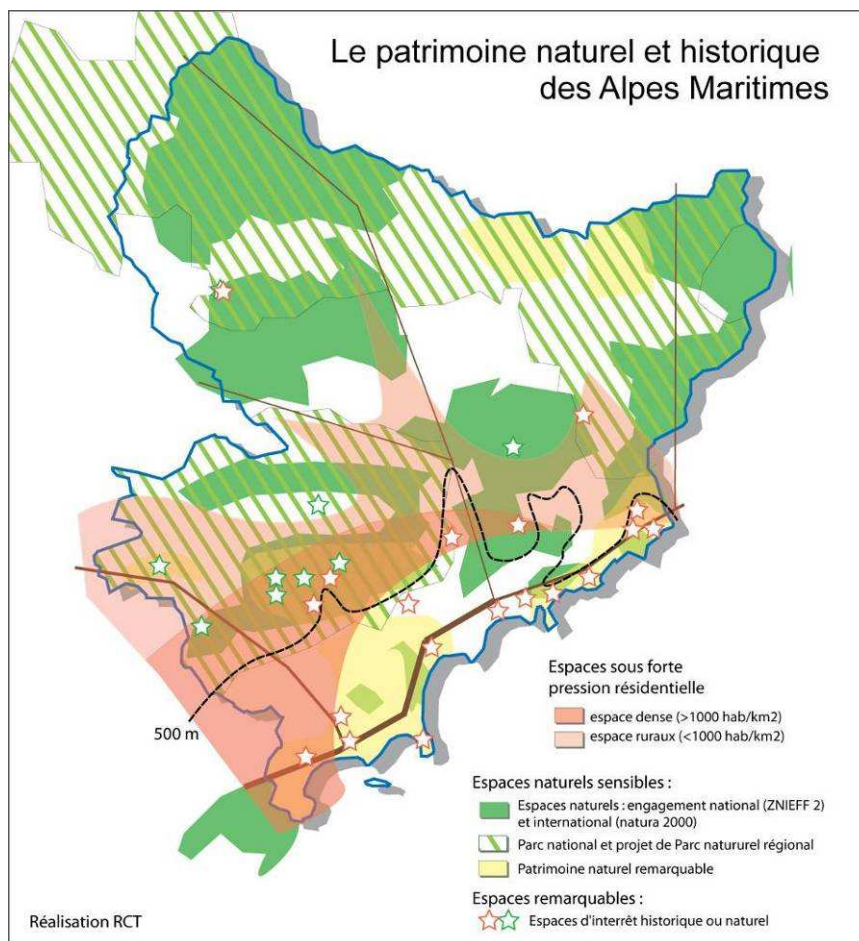 Le patrimoine naturel et historique
des Alpes Maritimes
500 m
Espaces sous forte
pression résidentielle
espace dense (>1000 hab/km2)
espace ruraux (<1000 hab/km2)
Espaces naturels sensibles :
Espaces naturels : engagement national (ZNIEFF 2)
et international (natura 2000)
Parc national et projet de Parc natururel régional
Patrimoine naturel remarquable
Espaces remarquables :
Espaces d'interrêt historique ou naturel
Réalisation RCT